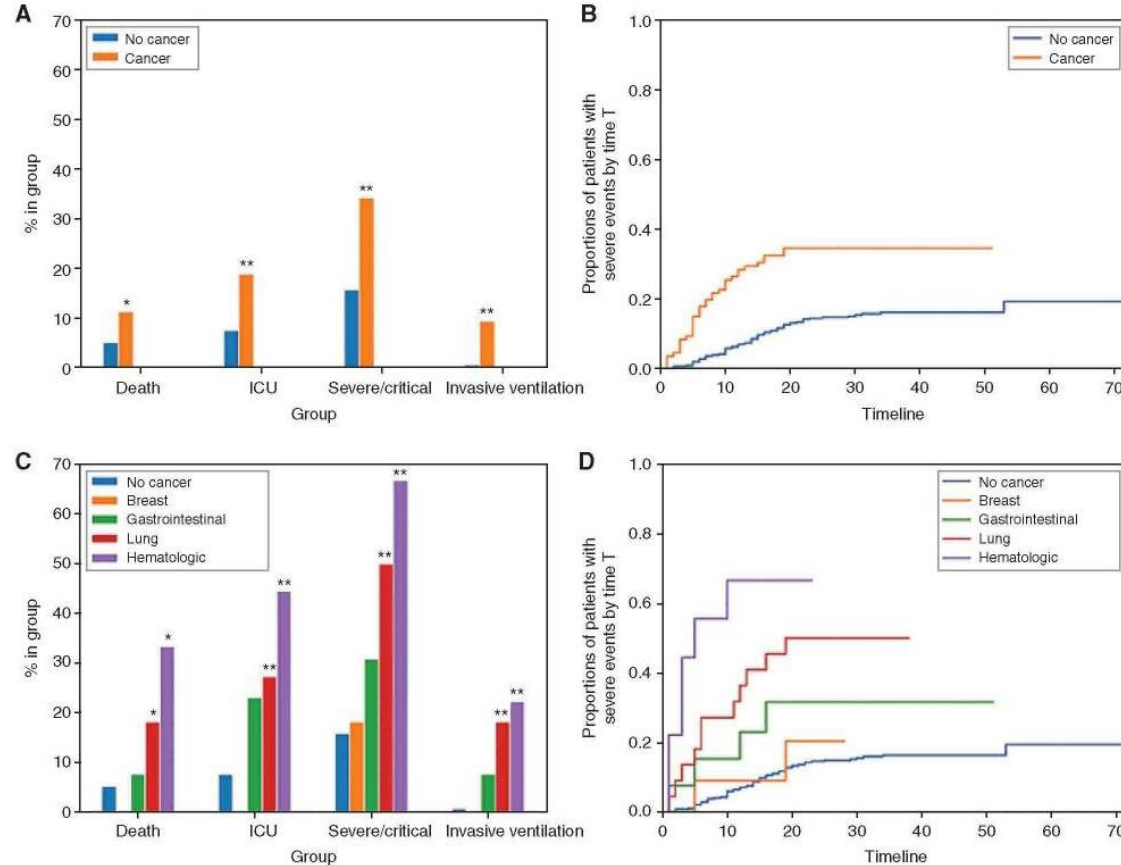 A
70
60
50
40
30
20
10
0
% in group
No cancer
Cancer
*
**
**
**
Death
ICU
Severe/critical
Invasive ventilation
Group
B
1.0
0.8
0.6
0.4
0.2
0.0
Proportions of patients with
severe events by time T
No cancer
Cancer
0
10
20
30
40
50
60
70
Timeline
C
70
60
50
40
30
20
10
0
% in group
No cancer
Breast
Gastrointestinal
Lung
Hematologic
*
*
**
**
**
**
**
**
Death
ICU
Severe/critical
Invasive ventilation
Group
D
1.0
0.8
0.6
0.4
0.2
0.0
Proportions of patients with
severe events by time T
No cancer
Breast
Gastrointestinal
Lung
Hematologic
0
10
20
30
40
50
60
70
Timeline